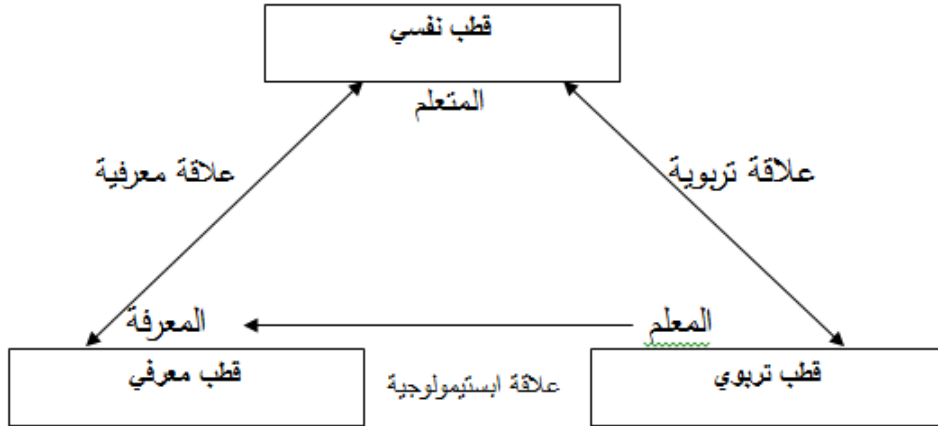 قطب نفسي
المتعلم
علاقة تربوية
علاقة معرفية
المعلم
المعرفة
قطب تربوي
علاقة ابستيمولوجية
قطب معرفي